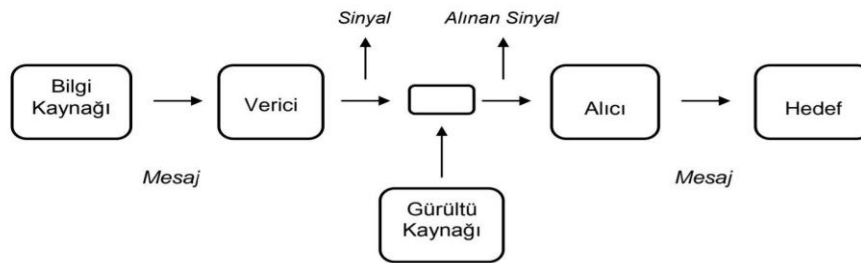 Sinyal
Alınan Sinyal
Bilgi
Kaynağı
Verici
Alıcı
Hedef
Mesaj
Mesaj
Gürültü
Kaynağı